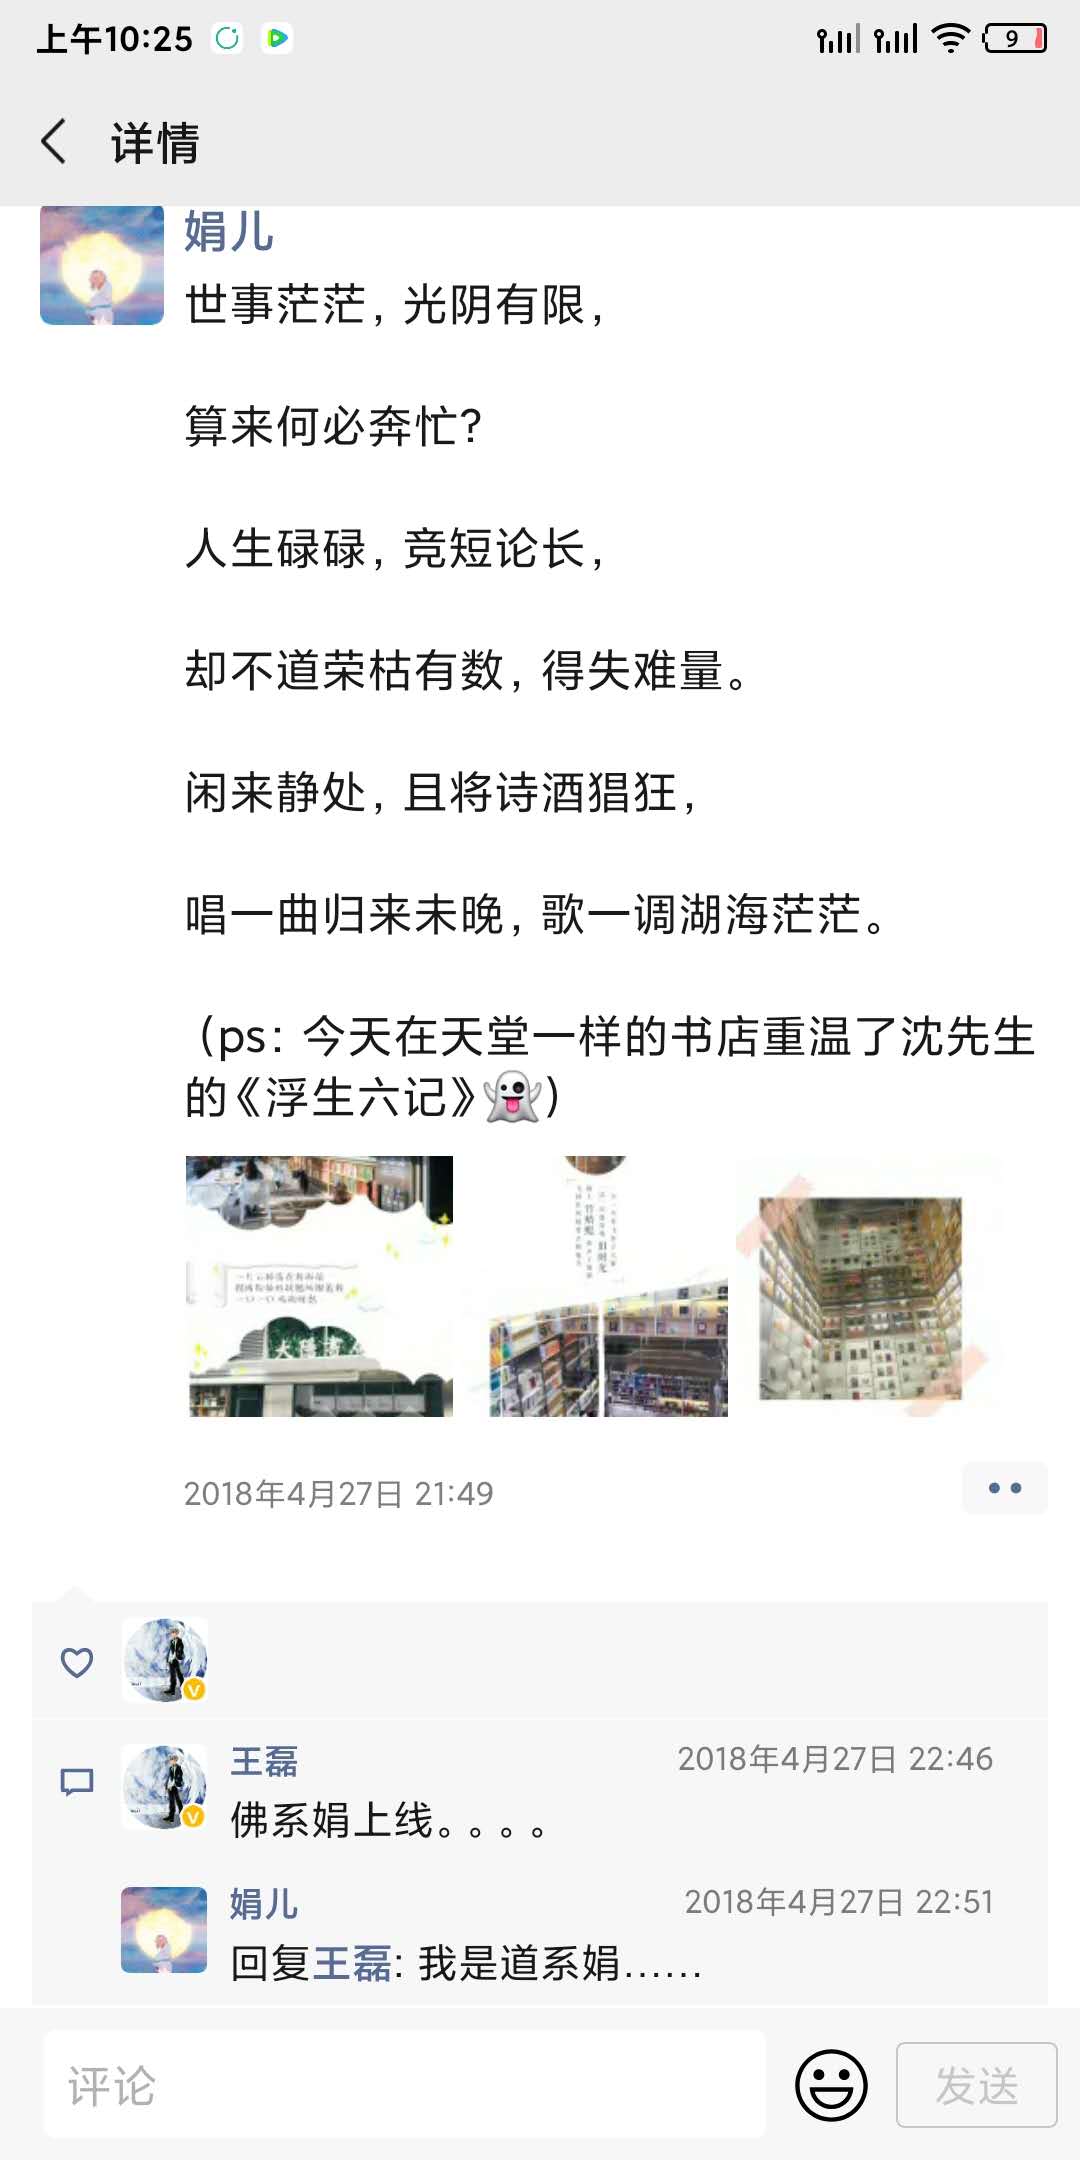 上午10:25
9
详情
娟儿
世事茫茫，光阴有限，
算来何必奔忙？
人生碌碌，竞短论长，
却不道荣枯有数，得失难量。
闲来静处，且将诗酒猖狂，
唱一曲归来未晚，歌一调湖海茫茫。
（ps：今天在天堂一样的书店重温了沈先生
的《浮生六记》👻）
2018年4月27日 21:49
王磊
2018年4月27日 22:46
佛系娟上线。。。。
娟儿
2018年4月27日 22:51
回复王磊: 我是道系娟......
评论
发送